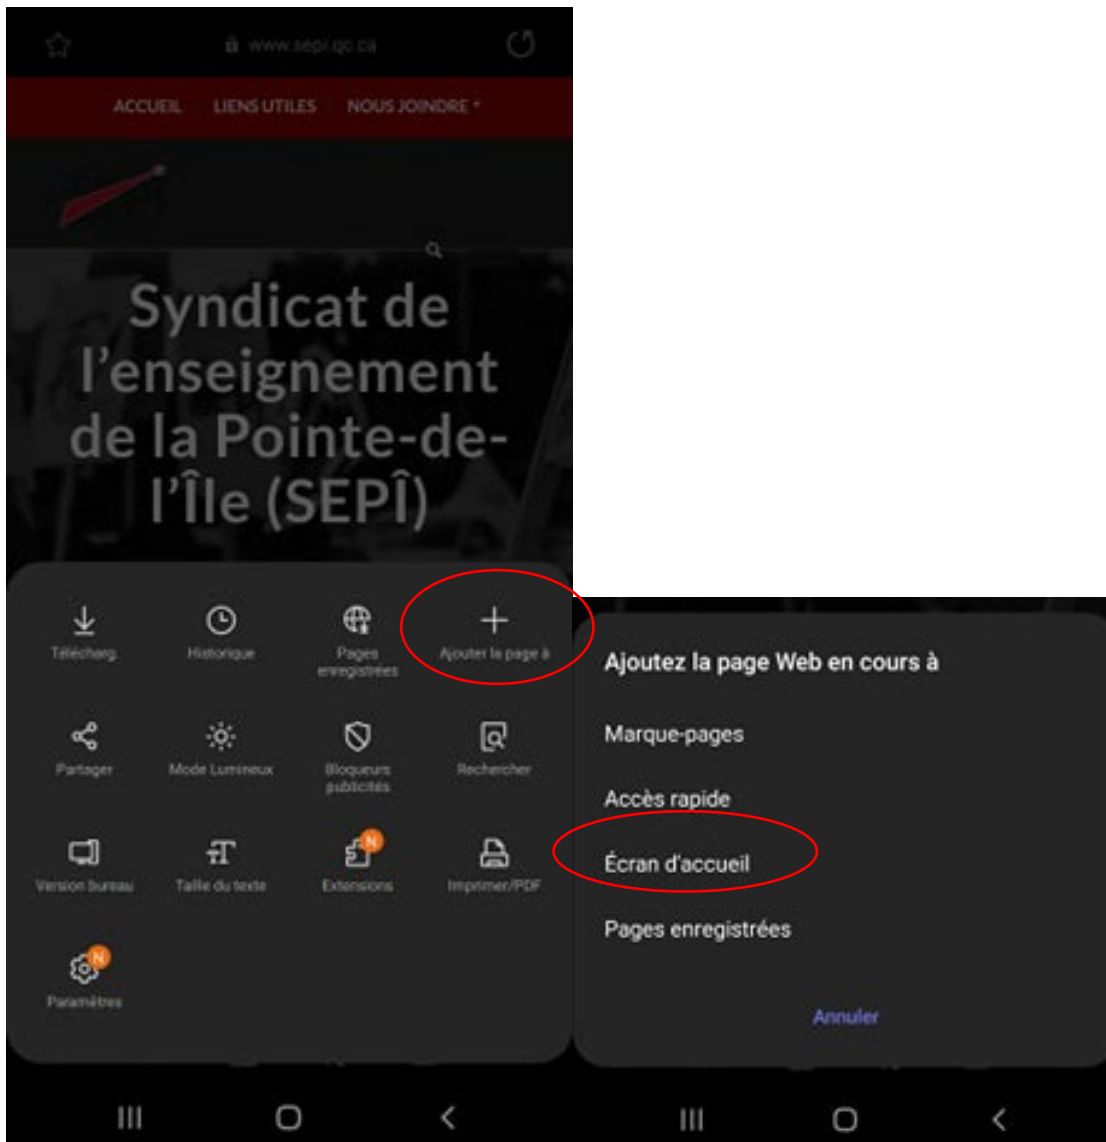 www.sepi.qc.ca
ACCUEIL LIENS UTILES NOUS JOINDRE
Syndicat de
l'enseignement
de la Pointe-de-
l'Île (SEPÎ)
Télécharg.
Historique
Pages
enregistrées
Ajouter la page à
Partager
Mode Lumineux
Bloqueurs
publicités
Rechercher
Version bureau
Taille du texte
N
Extensions
Imprimer/PDF
N
Paramètres
Ajoutez la page Web en cours à
Marque-pages
Accès rapide
Écran d'accueil
Pages enregistrées
Annuler